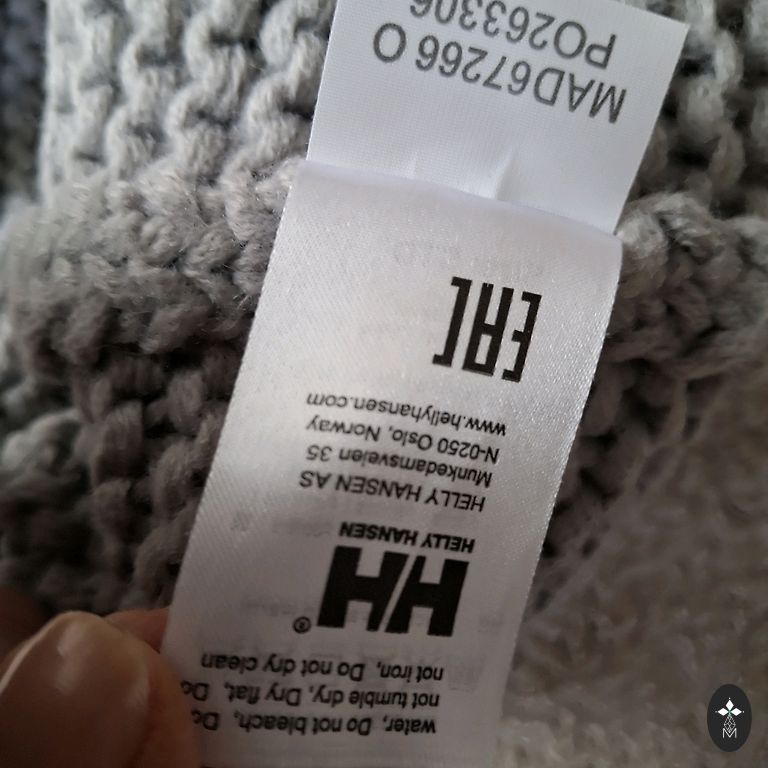 water, Do not bleach, Do
not tumble dry, Dry flat, Do
not iron, Do not dry clean
HH®
HELLY HANSEN
HELLY HANSEN AS
Munkedamsveien 35
N-0250 Oslo, Norway
www.hellyhansen.com
EAC
MAD67266 O
PO263306
M